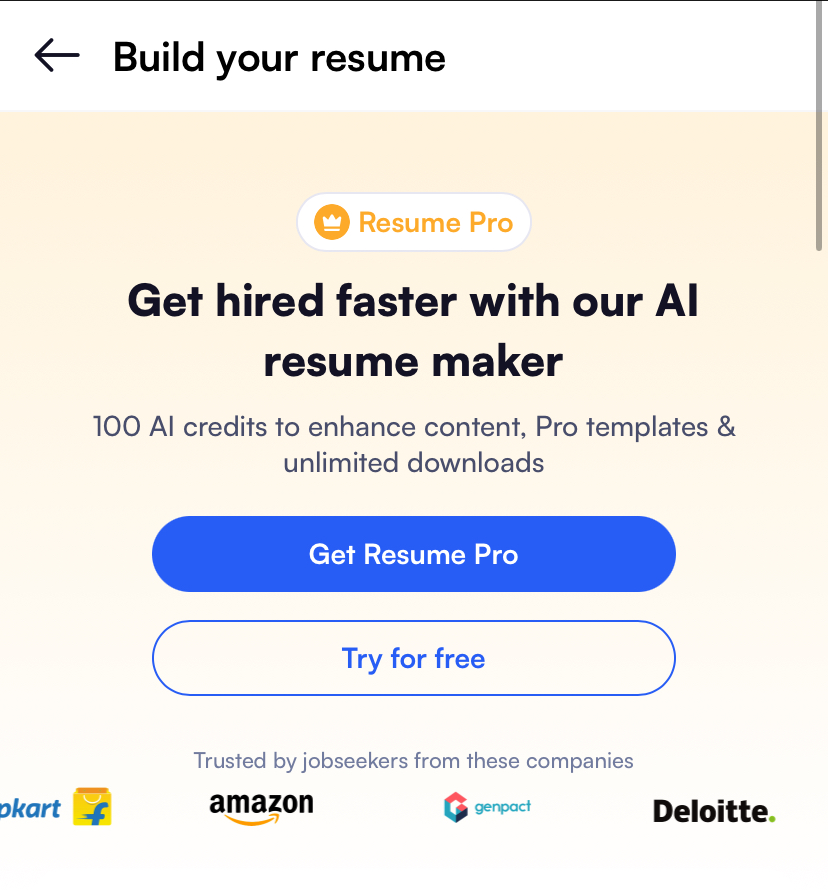 Build your resume
Resume Pro
Get hired faster with our AI
resume maker
100 AI credits to enhance content, Pro templates &
unlimited downloads
Get Resume Pro
Try for free
Trusted by jobseekers from these companies
pkart
amazon
genpact
Deloitte.